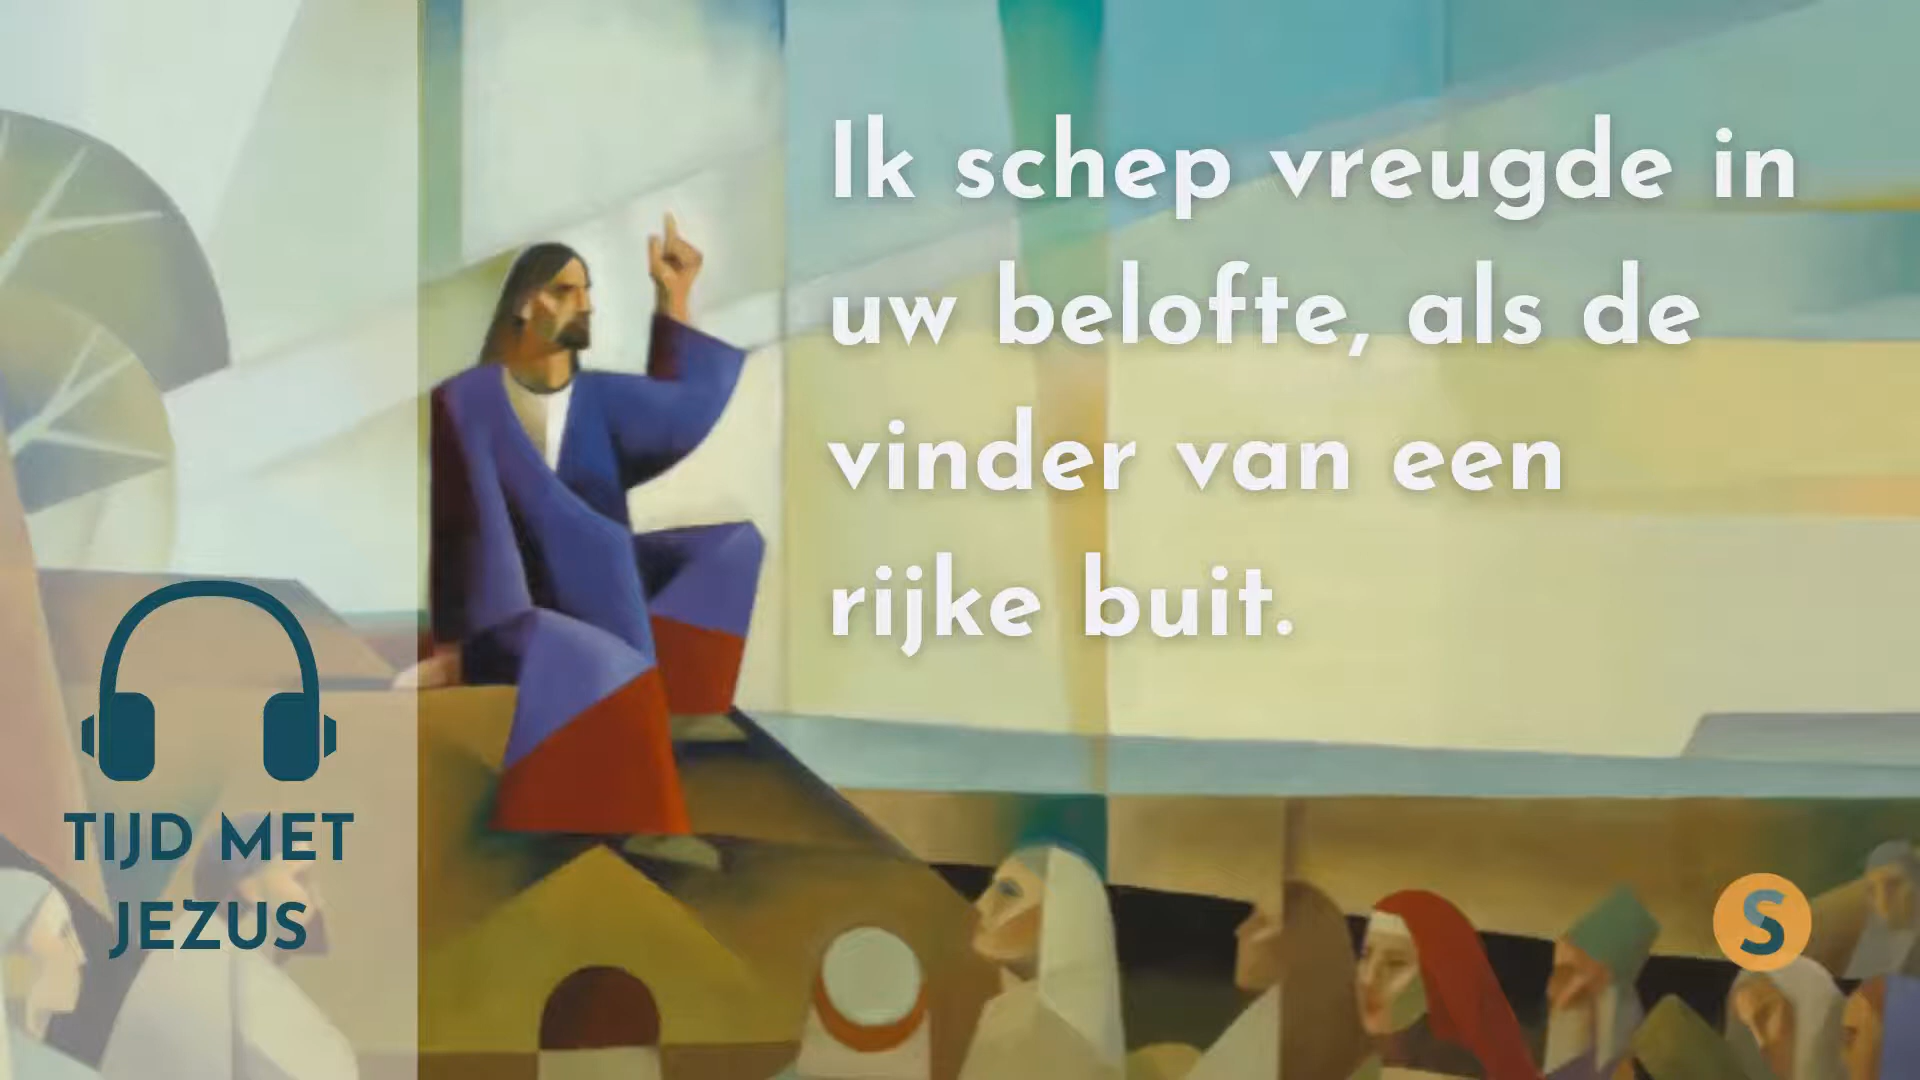 Ik schep vreugde in
uw belofte, als de
vinder van een
rijke buit.
TIJD MET
JEZUS
S